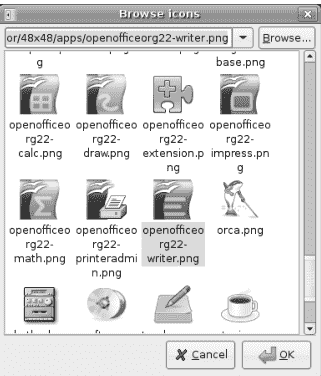 Browse icons
or/48x48/apps/openofficeorg22-writer.png
Browse...
g
base.png
openofficeo
rg22-
calc.png
openofficeo
rg22-
draw.png
openofficeo
rg22-
extension.p
ng
openofficeo
rg22-
impress.pn
g
openofficeo
rg22-
math.png
openofficeo
rg22-
printeradmi
n.png
openofficeo
rg22-
writer.png
orca.png
Cancel
OK